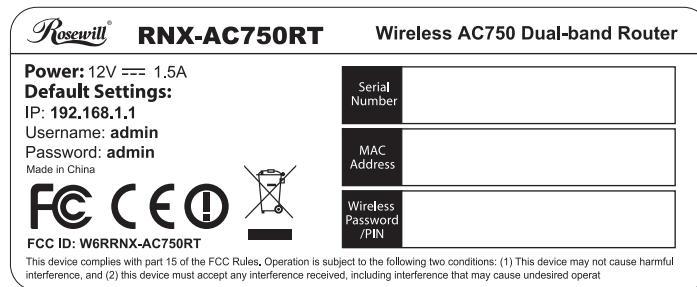 Rosewill RNX-AC750RT Wireless AC750 Dual-band Router
Power: 12V 1.5A
Default Settings:
IP: 192.168.1.1
Username: admin
Password: admin
Made in China
FC CE
FCC ID: W6RRNX-AC750RT
Serial
Number
MAC
Address
Wireless
Password
/PIN
This device complies with part 15 of the FCC Rules. Operation is subject to the following two conditions: (1) This device may not cause harmful
interference, and (2) this device must accept any interference received, including interference that may cause undesired operat